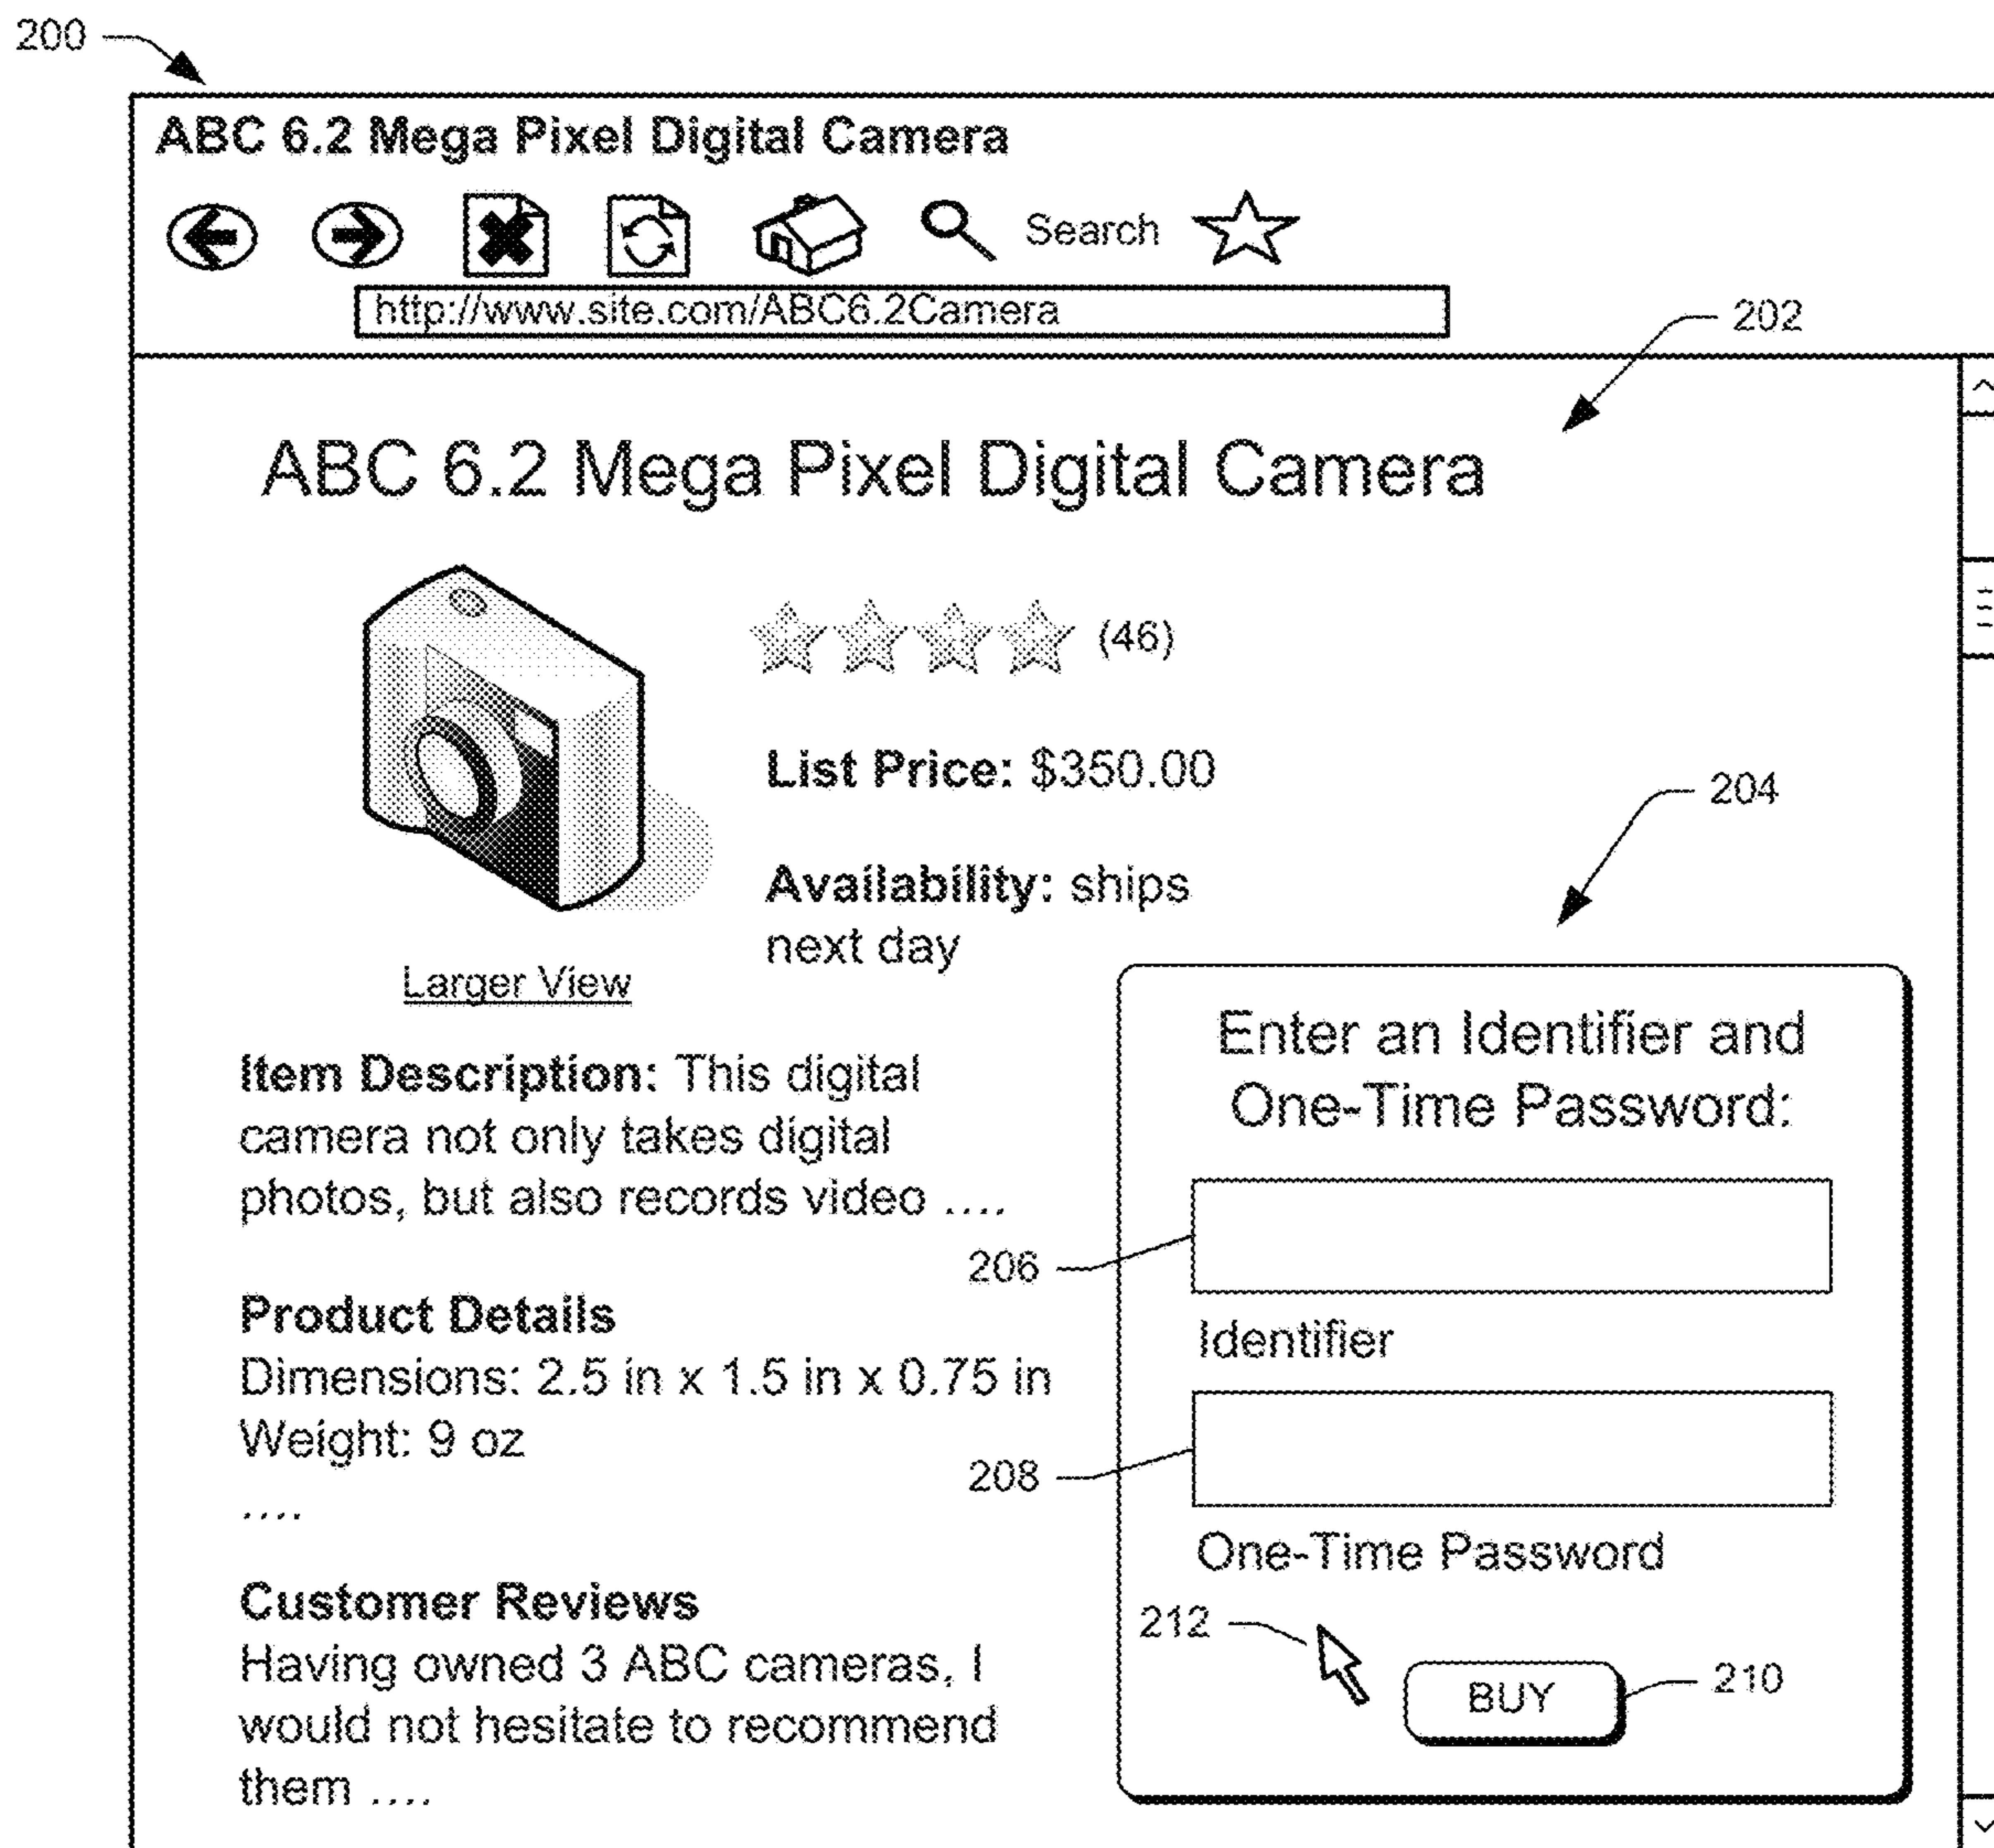 200
ABC 6.2 Mega Pixel Digital Camera
Search
http://www.site.com/ABC6.2Camera
202
ABC 6.2 Mega Pixel Digital Camera
(46)
List Price: $350.00
204
Availability: ships
next day
Larger View
Enter an Identifier and
One-Time Password:
Item Description: This digital
camera not only takes digital
photos, but also records video ....
206
Identifier
Product Details
Dimensions: 2.5 in x 1.5 in x 0.75 in
Weight: 9 oz
....
208
One-Time Password
Customer Reviews
Having owned 3 ABC cameras, I
would not hesitate to recommend
them ....
212
BUY
210